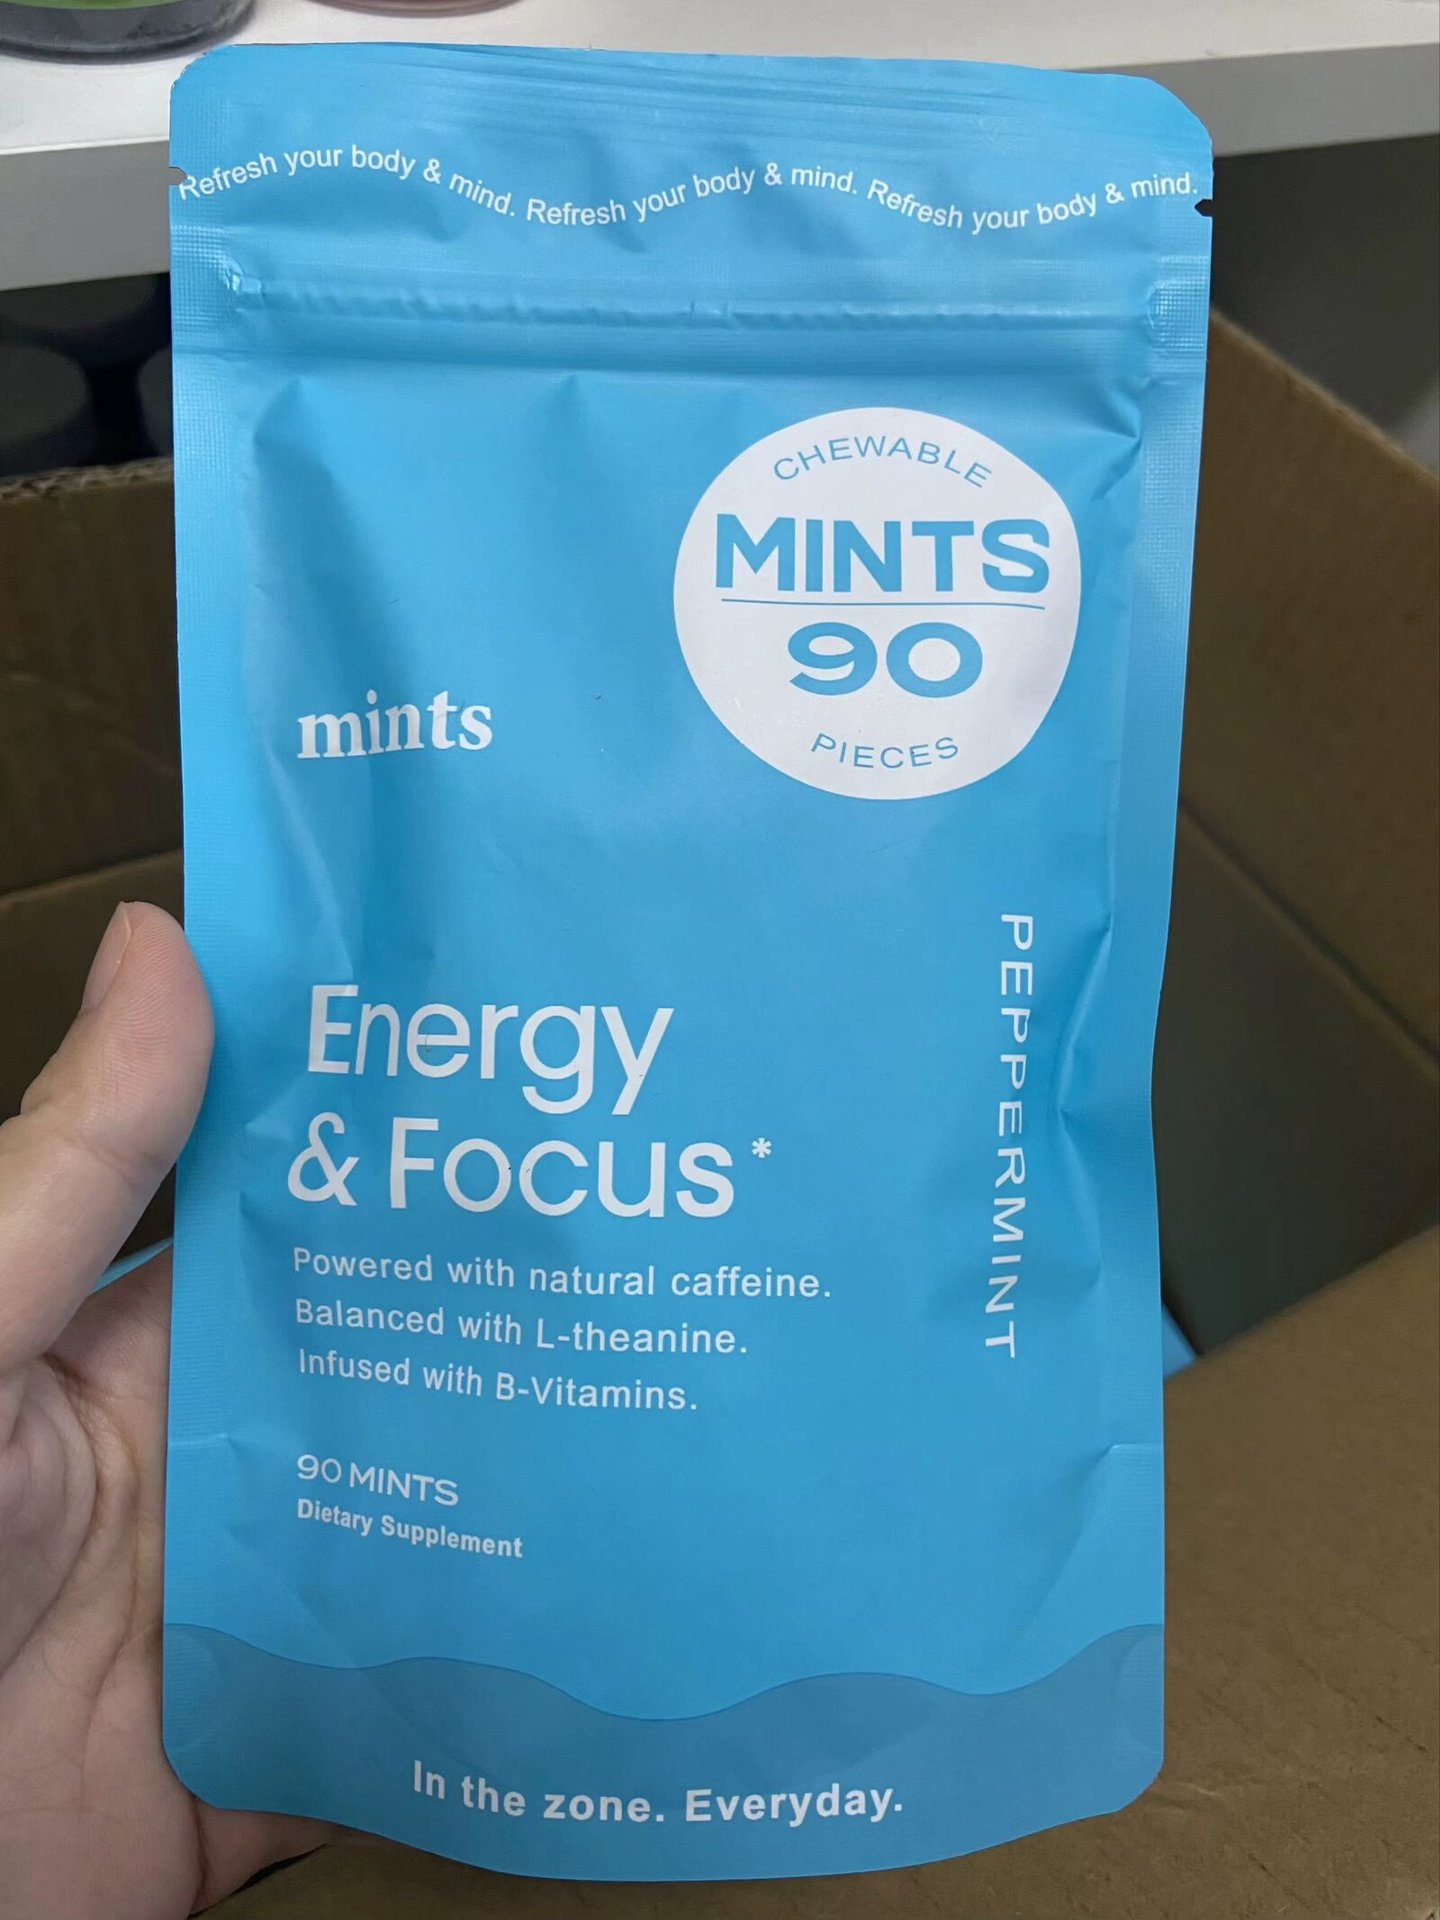 Refresh your body & mind. Refresh your body & mind. Refresh your body & mind.
CHEWABLE
MINTS
90
PIECES
mints
Energy
& Focus*
PEPPERMINT
Powered with natural caffeine.
Balanced with L-theanine.
Infused with B-Vitamins.
90 MINTS
Dietary Supplement
In the zone. Everyday.